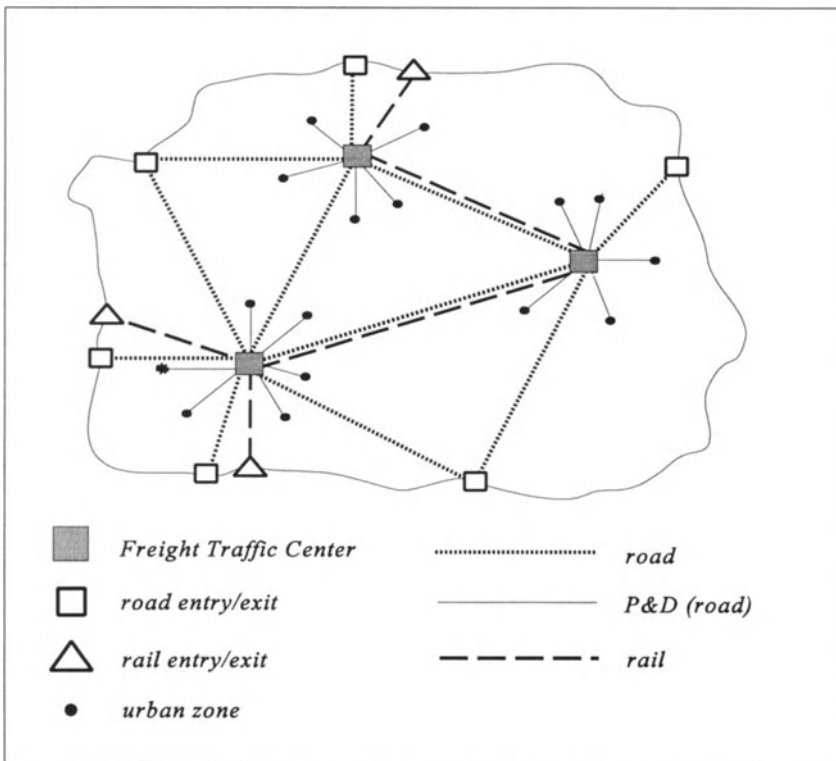 Freight Traffic Center
road
road entry/exit
P&D (road)
rail entry/exit
rail
urban zone